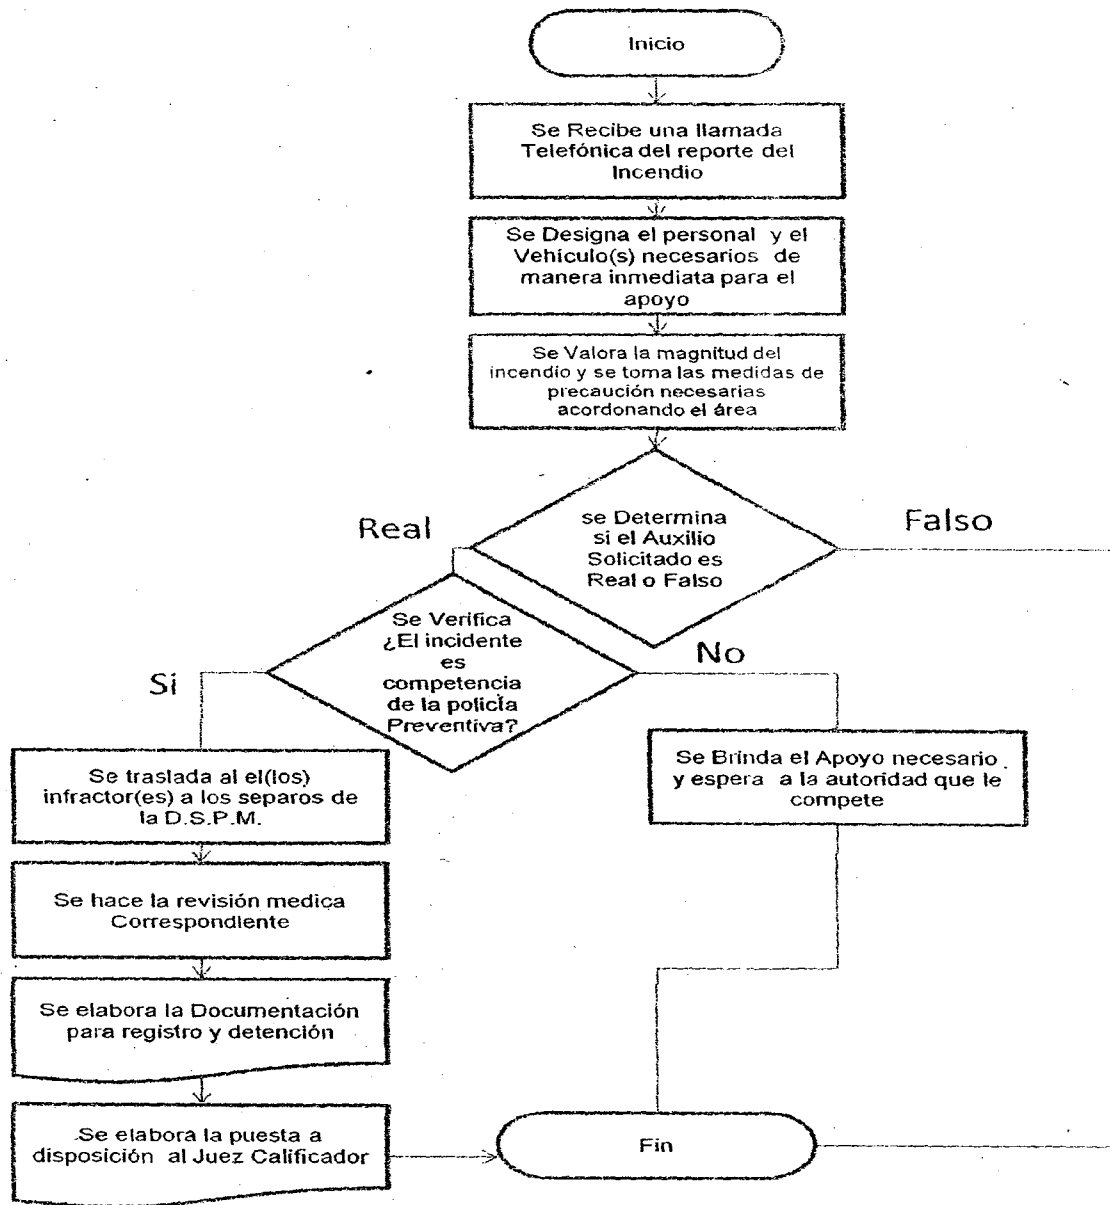 Inicio
Se Recibe una llamada
Telefónica del reporte del
Incendio
Se Designa el personal y el
Vehículo(s) necesarios de
manera inmediata para el
apoyo
Se Valora la magnitud del
incendio y se toma las medidas de
precaución necesarias
acordonando el área
se Determina
si el Auxilio
Solicitado es
Real o Falso
Real
Falso
Se Verifica
¿El incidente
es
competencia
de la policía
Preventiva?
Si
No
Se traslada al el(los)
infractor(es) a los separos de
la D.S.P.M.
Se Brinda el Apoyo necesario
y espera a la autoridad que le
compete
Se hace la revisión medica
Correspondiente
Se elabora la Documentación
para registro y detención
Se elabora la puesta a
disposición al Juez Calificador
Fin